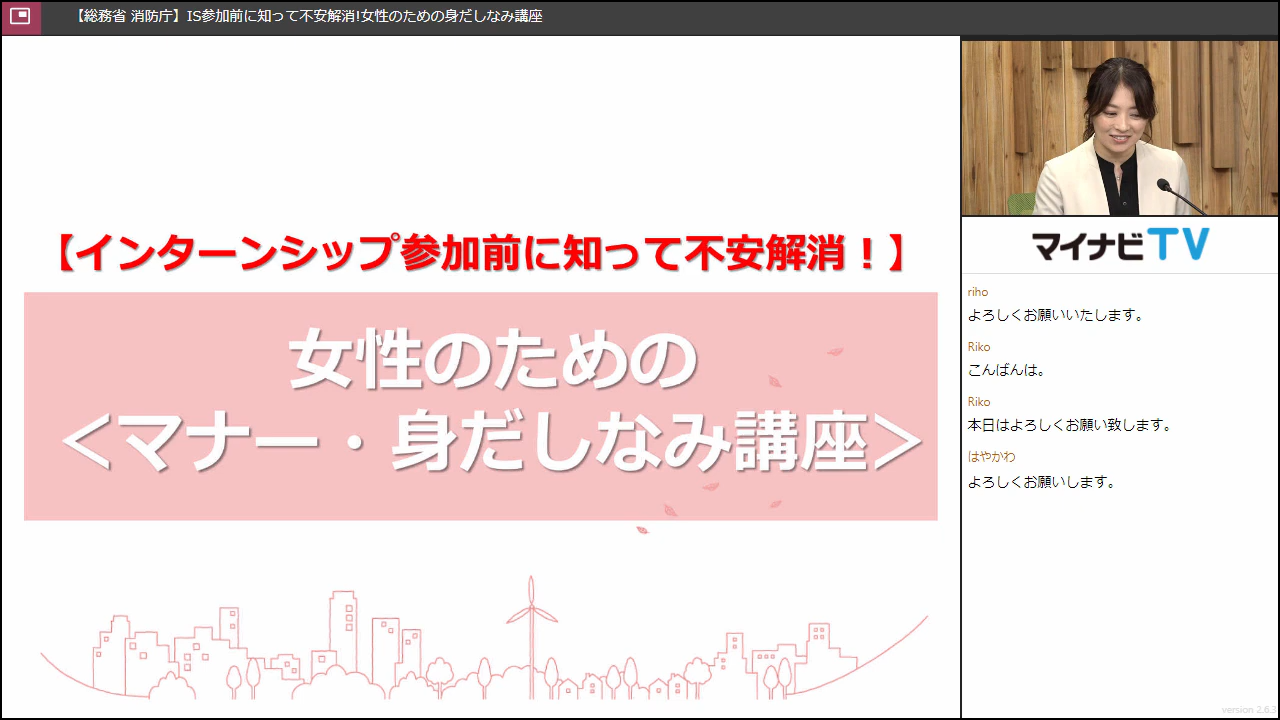 【総務省 消防庁】IS参加前に知って不安解消!女性のための身だしなみ講座
【インターンシップ参加前に知って不安解消！】
女性のための
＜マナー・身だしなみ講座＞
マイナビTV
riho
よろしくお願いいたします。
Riko
こんばんは。
Riko
本日はよろしくお願い致します。
はやかわ
よろしくお願いします。
version 2.6.3